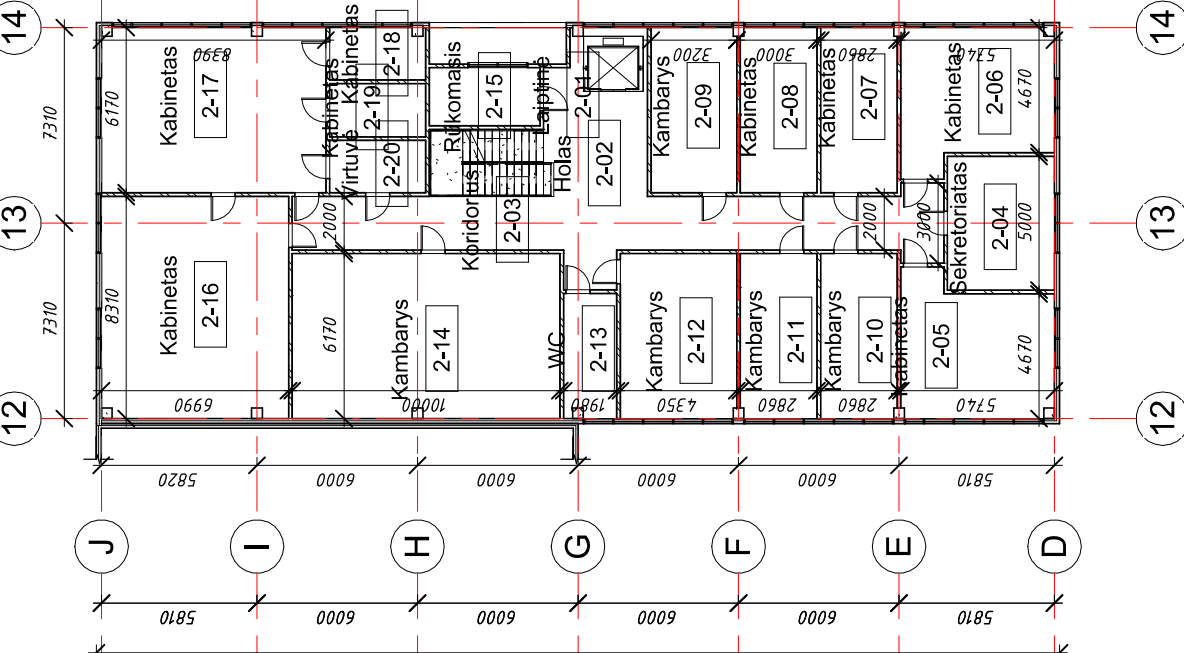 14
14
13
13
12
12
7310
7310
Kabinetas
2-17
8390
6170
Kabinetas
2-18
Kabinetas
2-19
Virtuvė
2-20
Rūkomasis
2-15
Laiptinė
2-01
Holas
2-02
Koridorius
2-03
Kambarys
2-09
3200
Kabinetas
2-08
3000
Kabinetas
2-07
2860
Kabinetas
2-06
5740
4670
Sekretoriatas
2-04
5000
3000
2000
2000
Kabinetas
2-16
8310
6990
Kambarys
2-14
6170
10000
WC
2-13
1980
Kambarys
2-12
4350
Kambarys
2-11
2860
Kambarys
2-10
2860
Kabinetas
2-05
4670
5740
5820
6000
6000
6000
6000
5810
J
I
H
G
F
E
D
5810
6000
6000
6000
6000
5810